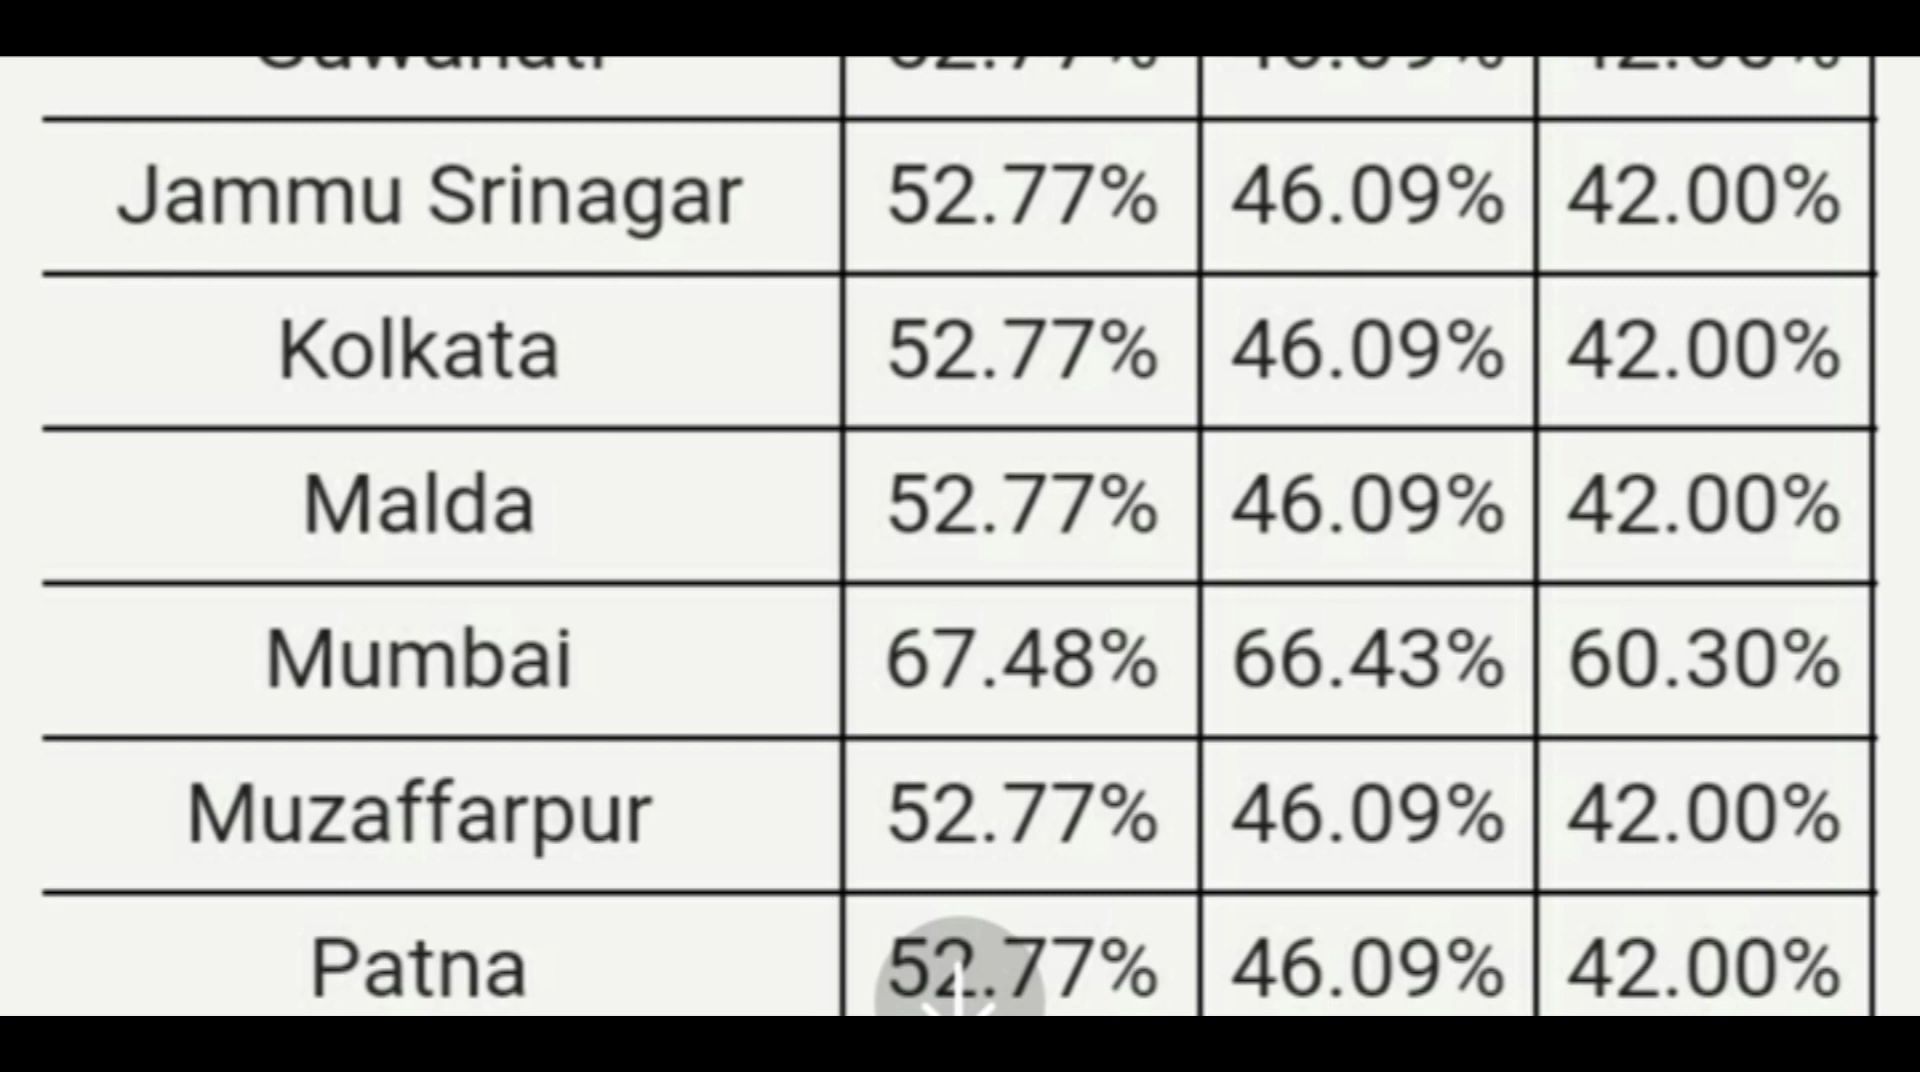 Jammu Srinagar 52.77% 46.09% 42.00%
Kolkata 52.77% 46.09% 42.00%
Malda 52.77% 46.09% 42.00%
Mumbai 67.48% 66.43% 60.30%
Muzaffarpur 52.77% 46.09% 42.00%
Patna 52.77% 46.09% 42.00%